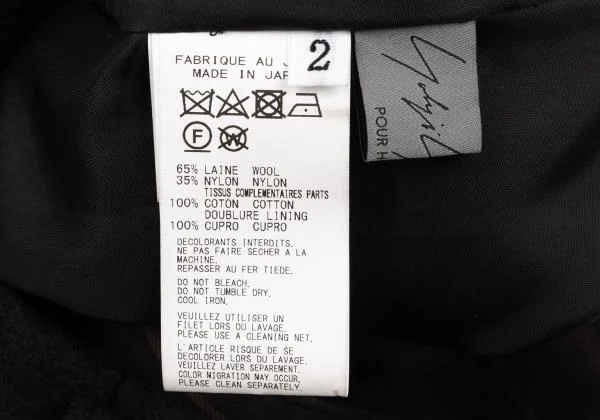 2
FABRIQUE AU J
MADE IN JAP
F
W
65% LAINE WOOL
35% NYLON NYLON
TISSUS COMPLEMENTAIRES PARTS
100% COTON COTTON
DOUBLURE LINING
100% CUPRO CUPRO
DECOLORANTS INTERDITS.
NE PAS FAIRE SECHER A LA
MACHINE.
REPASSER AU FER TIEDE.
DO NOT BLEACH.
DO NOT TUMBLE DRY.
COOL IRON.
VEUILLEZ UTILISER UN
FILET LORS DU LAVAGE.
PLEASE USE A CLEANING NET.
L'ARTICLE RISQUE DE SE
DECOLORER LORS DU LAVAGE.
VEUILLEZ LAVER SEPAREMENT.
COLOR MIGRATION MAY OCCUR,
PLEASE CLEAN SEPARATELY.
Yohji
POUR H